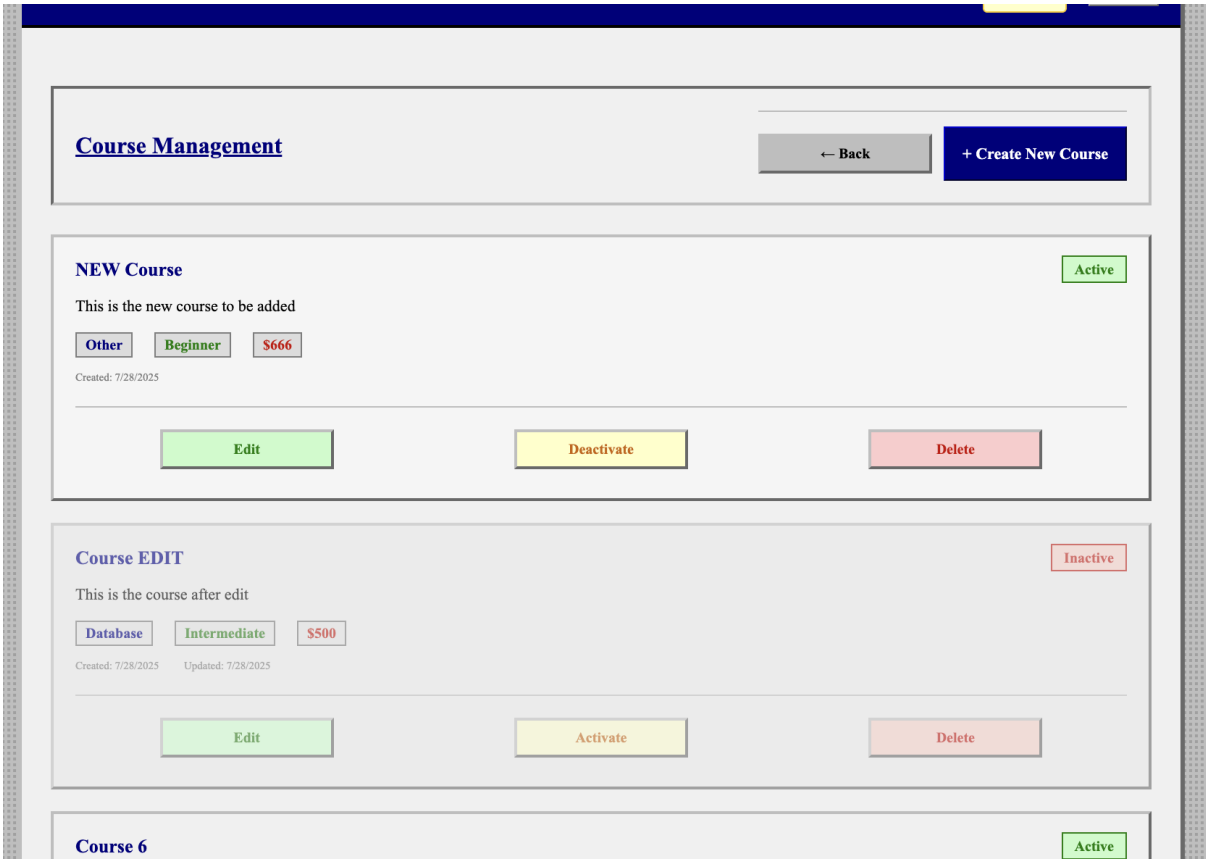 Course Management
← Back
+ Create New Course
NEW Course
Active
This is the new course to be added
Other Beginner $666
Created: 7/28/2025
Edit Deactivate Delete
Course EDIT
Inactive
This is the course after edit
Database Intermediate $500
Created: 7/28/2025 Updated: 7/28/2025
Edit Activate Delete
Course 6
Active